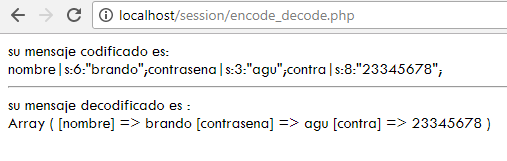 localhost/session/encode_decode.php
su mensaje codificado es:
nombre|s:6:"brando";contrasena|s:3:"agu";contra|s:8:"23345678";
su mensaje decodificado es :
Array ( [nombre] => brando [contrasena] => agu [contra] => 23345678 )